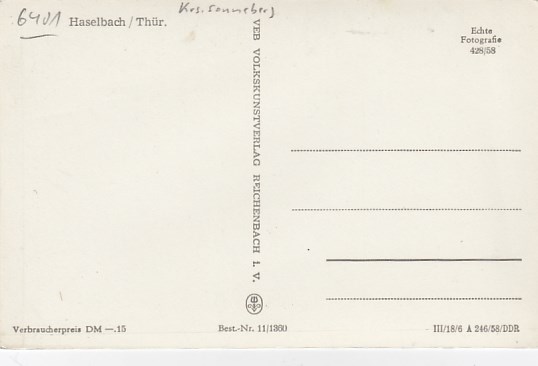 6401
Haselbach / Thür.
Krs. Sonneberg
Echte
Fotografie
428/58
VEB VOLKSKUNSTVERLAG REICHENBACH i. V.
Verbraucherpreis DM —.15
Best.-Nr. 11/1360
III/18/6 A 246/58/DDR